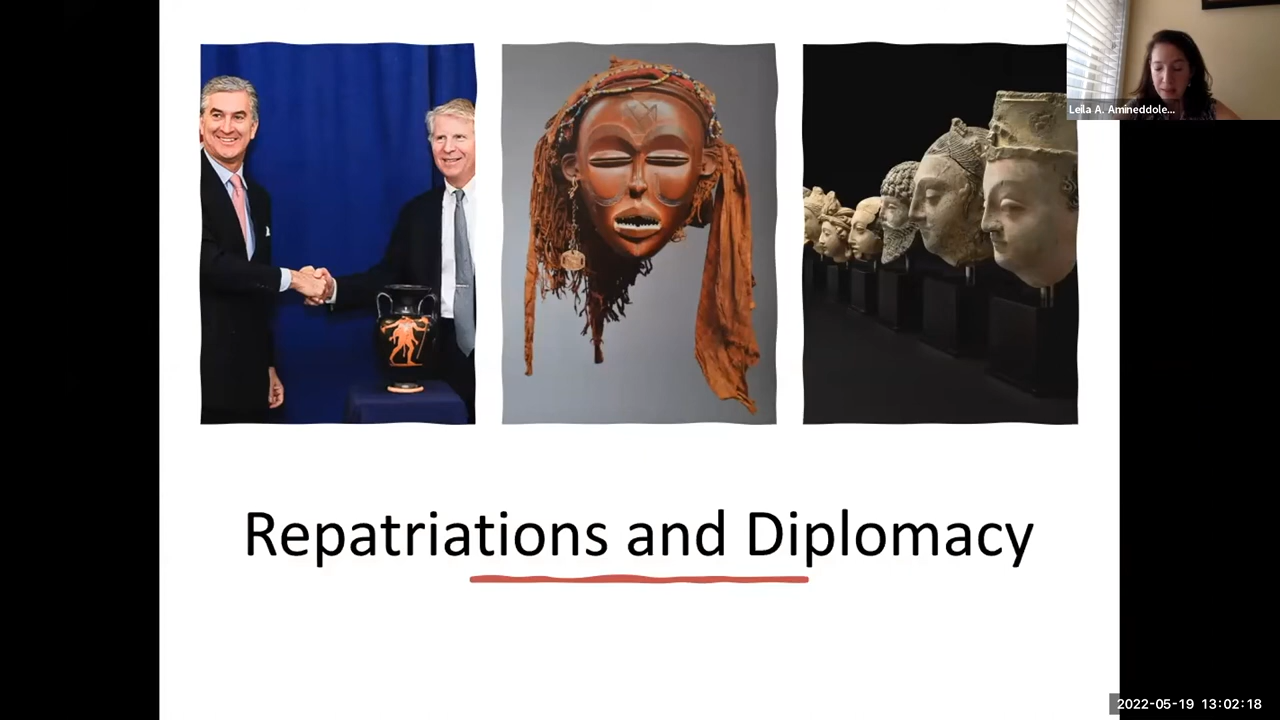 Leila A. Amineddole...
Repatriations and Diplomacy
2022-05-19 13:02:18